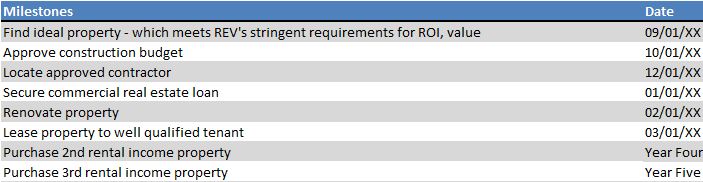 Milestones Date
Find ideal property - which meets REV's stringent requirements for ROI, value 09/01/XX
Approve construction budget 10/01/XX
Locate approved contractor 12/01/XX
Secure commercial real estate loan 01/01/XX
Renovate property 02/01/XX
Lease property to well qualified tenant 03/01/XX
Purchase 2nd rental income property Year Four
Purchase 3rd rental income property Year Five